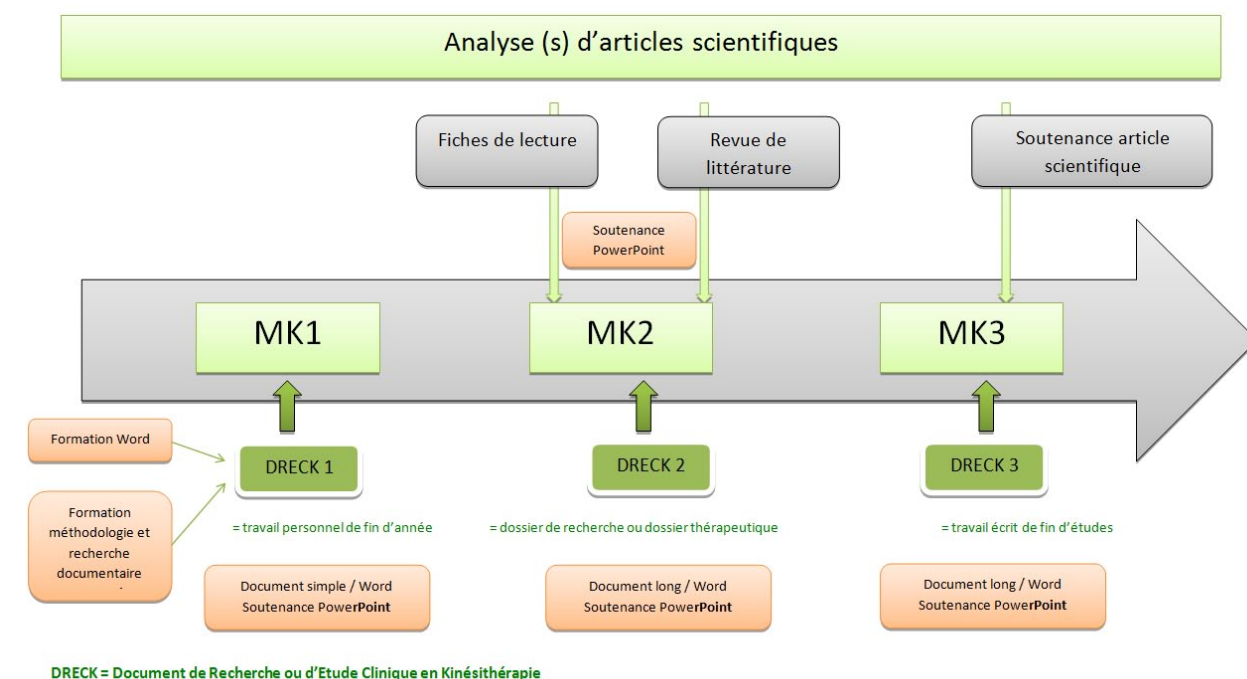 Analyse (s) d’articles scientifiques
Fiches de lecture
Revue de
littérature
Soutenance article
scientifique
Soutenance
PowerPoint
MK1
MK2
MK3
Formation Word
DRECK 1
DRECK 2
DRECK 3
Formation
méthodologie et
recherche
documentaire
= travail personnel de fin d’année
= dossier de recherche ou dossier thérapeutique
= travail écrit de fin d’études
Document simple / Word
Soutenance PowerPoint
Document long / Word
Soutenance PowerPoint
Document long / Word
Soutenance PowerPoint
DRECK = Document de Recherche ou d’Etude Clinique en Kinésithérapie